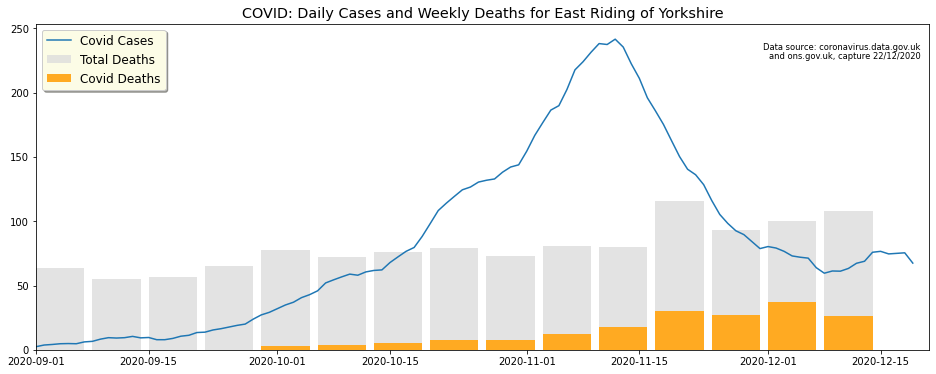 COVID: Daily Cases and Weekly Deaths for East Riding of Yorkshire
250
200
150
100
50
0
Covid Cases
Total Deaths
Covid Deaths
Data source: coronavirus.data.gov.uk
and ons.gov.uk, capture 22/12/2020
2020-09-01 2020-09-15 2020-10-01 2020-10-15 2020-11-01 2020-11-15 2020-12-01 2020-12-15